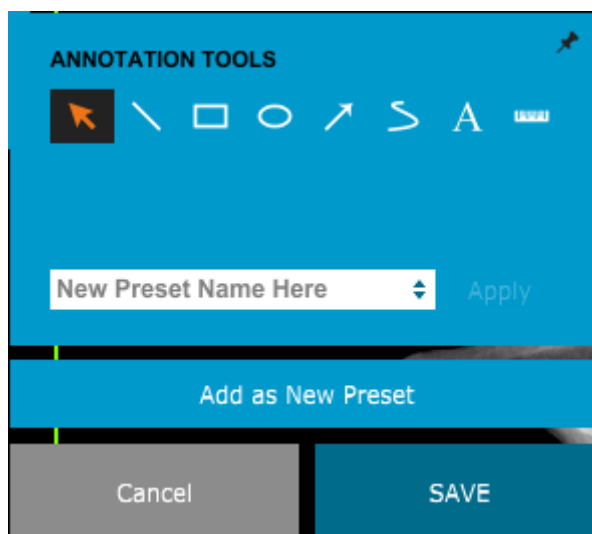 ANNOTATION TOOLS
A
New Preset Name Here
Apply
Add as New Preset
Cancel
SAVE